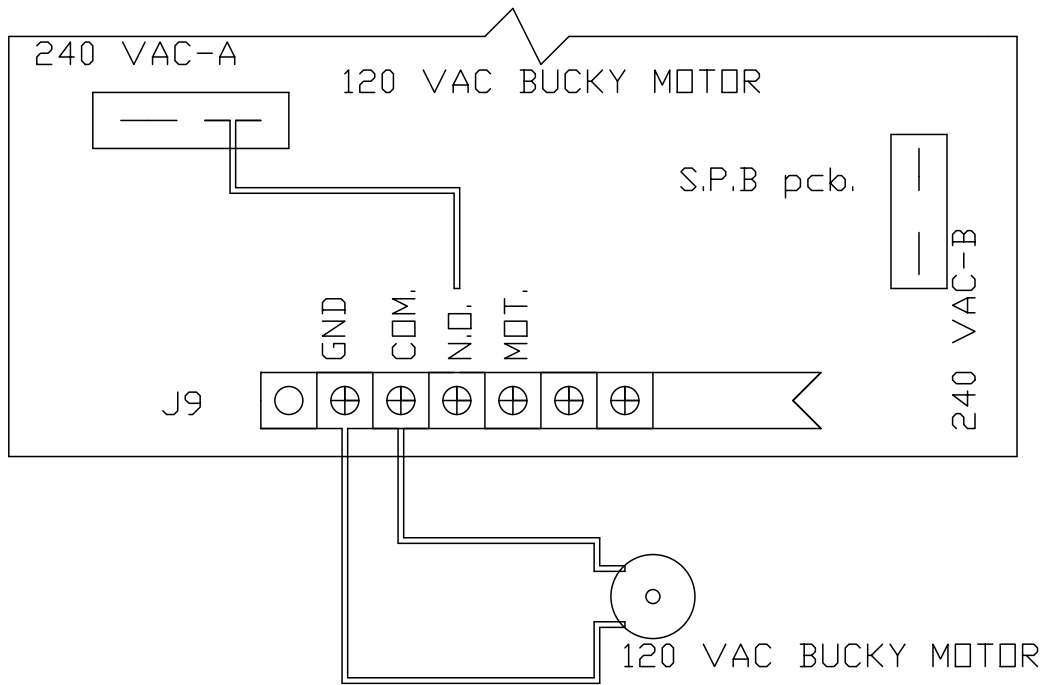 240 VAC-A
120 VAC BUCKY MOTOR
S.P.B pcb.
240 VAC-B
GND
COM.
N.O.
MOT.
J9
120 VAC BUCKY MOTOR